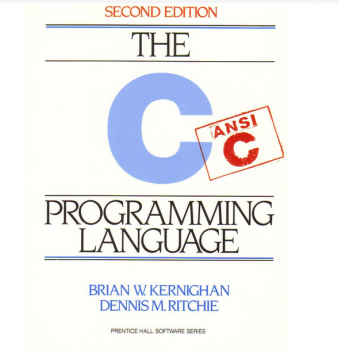 SECOND EDITION
THE
C
ANSI
C
PROGRAMMING
LANGUAGE
BRIAN W. KERNIGHAN
DENNIS M. RITCHIE
PRENTICE HALL SOFTWARE SERIES